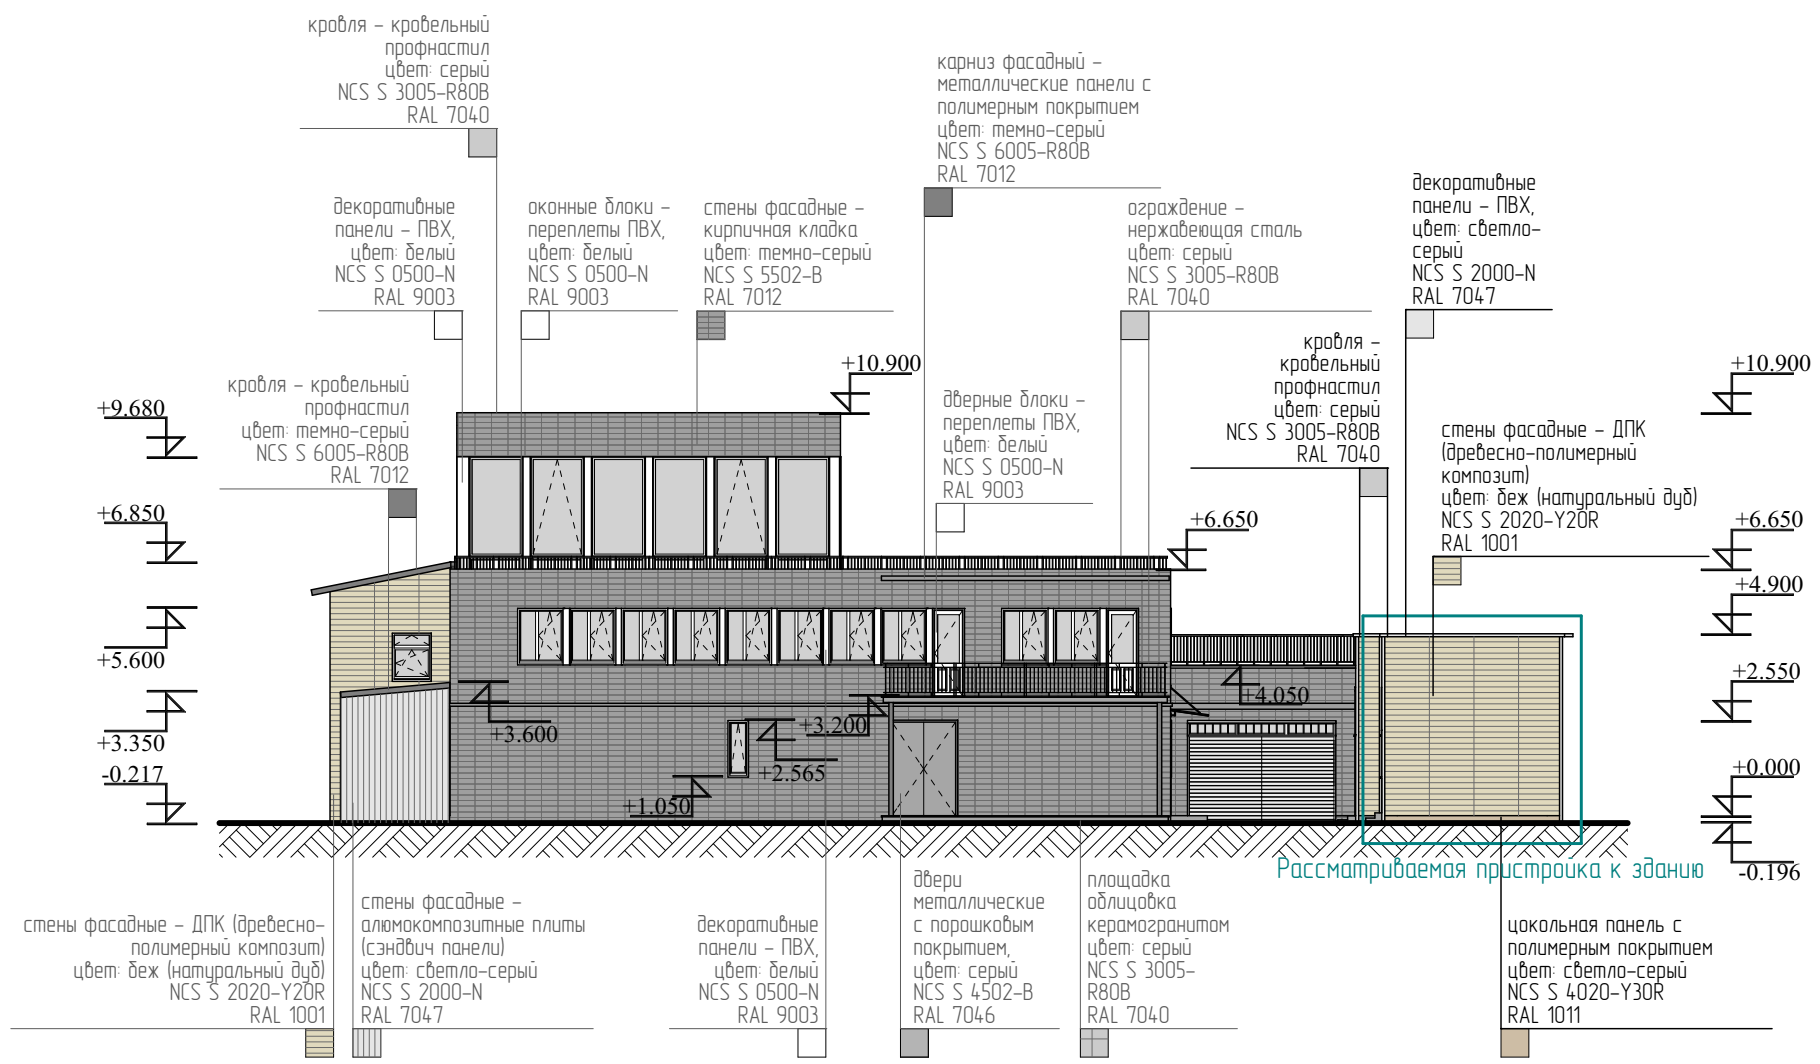 кровля – кровельный
профнастил
цвет: серый
NCS S 3005-R80B
RAL 7040
карниз фасадный –
металлические панели с
полимерным покрытием
цвет: темно-серый
NCS S 6005-R80B
RAL 7012
декоративные
панели – ПВХ,
цвет: белый
NCS S 0500-N
RAL 9003
оконные блоки –
переплеты ПВХ,
цвет: белый
NCS S 0500-N
RAL 9003
стены фасадные –
кирпичная кладка
цвет: темно-серый
NCS S 5502-B
RAL 7012
ограждение –
нержавеющая сталь
цвет: серый
NCS S 3005-R80B
RAL 7040
декоративные
панели – ПВХ,
цвет: светло-
серый
NCS S 2000-N
RAL 7047
кровля – кровельный
профнастил
цвет: темно-серый
NCS S 6005-R80B
RAL 7012
дверные блоки –
переплеты ПВХ,
цвет: белый
NCS S 0500-N
RAL 9003
кровля –
кровельный
профнастил
цвет: серый
NCS S 3005-R80B
RAL 7040
стены фасадные – ДПК
(древесно-полимерный
композит)
цвет: беж (натуральный дуб)
NCS S 2020-Y20R
RAL 1001
+9.680
+6.850
+5.600
+3.350
-0.217
+10.900
+6.650
+3.600
+3.200
+2.565
+1.050
+4.050
+10.900
+6.650
+4.900
+2.550
+0.000
-0.196
Рассматриваемая пристройка к зданию
стены фасадные – ДПК (древесно-
полимерный композит)
цвет: беж (натуральный дуб)
NCS S 2020-Y20R
RAL 1001
стены фасадные –
алюмокомпозитные плиты
(сэндвич панели)
цвет: светло-серый
NCS S 2000-N
RAL 7047
декоративные
панели – ПВХ,
цвет: белый
NCS S 0500-N
RAL 9003
двери
металлические
с порошковым
покрытием,
цвет: серый
NCS S 4502-B
RAL 7046
площадка
облицовка
керамогранитом
цвет: серый
NCS S 3005-
R80B
RAL 7040
цокольная панель с
полимерным покрытием
цвет: светло-серый
NCS S 4020-Y30R
RAL 1011